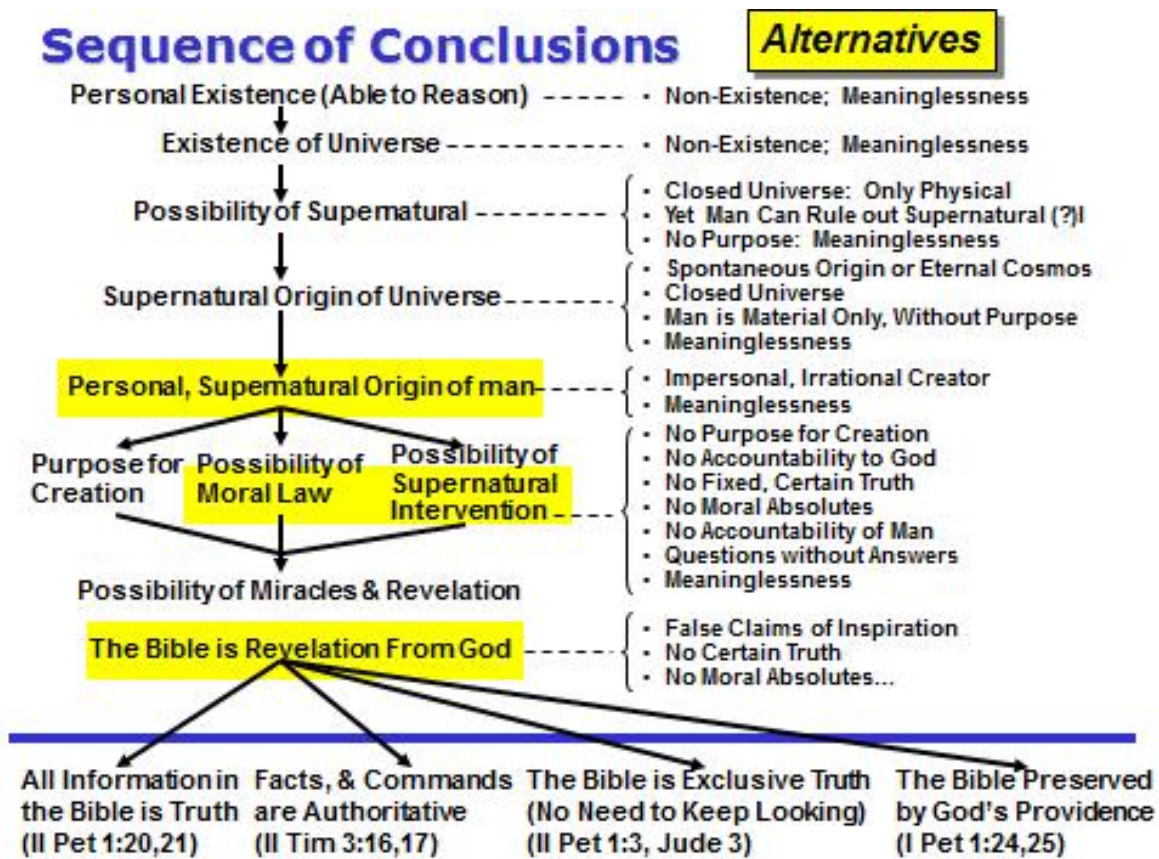 Sequence of Conclusions
Alternatives
Personal Existence (Able to Reason)
• Non-Existence; Meaninglessness
Existence of Universe
• Non-Existence; Meaninglessness
Possibility of Supernatural
• Closed Universe: Only Physical
• Yet Man Can Rule out Supernatural (?)!
• No Purpose: Meaninglessness
Supernatural Origin of Universe
• Spontaneous Origin or Eternal Cosmos
• Closed Universe
• Man is Material Only, Without Purpose
• Meaninglessness
Personal, Supernatural Origin of man
• Impersonal, Irrational Creator
• Meaninglessness
Purpose for
Creation
Possibility of
Moral Law
Possibility of
Supernatural
Intervention
• No Purpose for Creation
• No Accountability to God
• No Fixed, Certain Truth
• No Moral Absolutes
• No Accountability of Man
• Questions without Answers
• Meaninglessness
Possibility of Miracles & Revelation
The Bible is Revelation From God
• False Claims of Inspiration
• No Certain Truth
• No Moral Absolutes...
All Information in
the Bible is Truth
(II Pet 1:20,21)
Facts, & Commands
are Authoritative
(II Tim 3:16,17)
The Bible is Exclusive Truth
(No Need to Keep Looking)
(II Pet 1:3, Jude 3)
The Bible Preserved
by God's Providence
(I Pet 1:24,25)